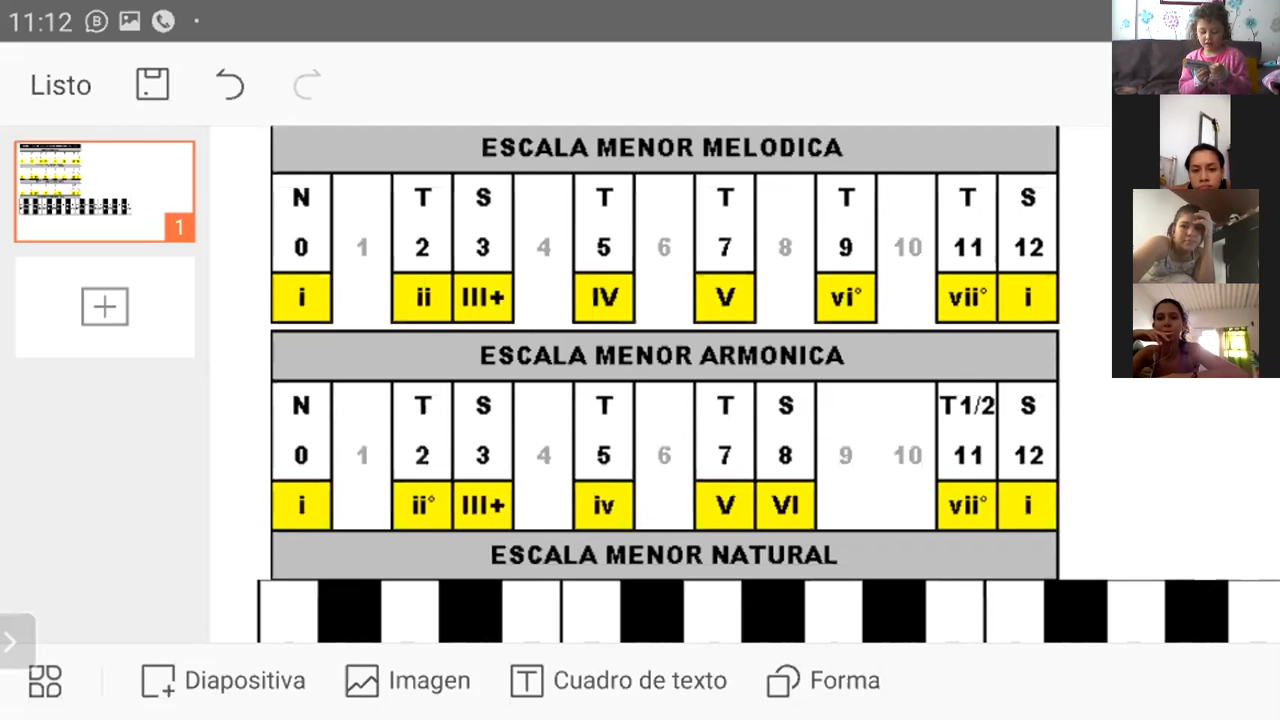 11:12
Listo
1
ESCALA MENOR MELODICA
N T S T T T T S
0 1 2 3 4 5 6 7 8 9 10 11 12
i ii III+ IV V vi° vii° i
ESCALA MENOR ARMONICA
N T S T T S T1/2 S
0 1 2 3 4 5 6 7 8 9 10 11 12
i ii° III+ iv V VI vii° i
ESCALA MENOR NATURAL
Diapositiva Imagen Cuadro de texto Forma